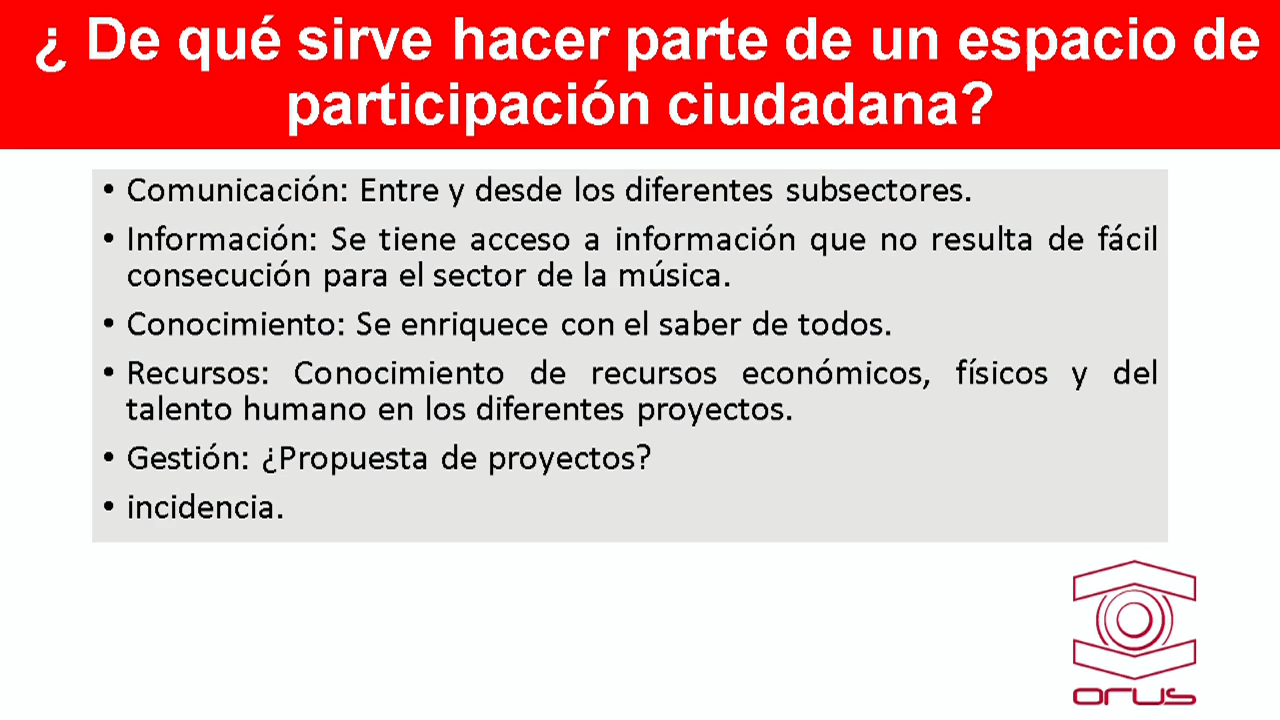 ¿ De qué sirve hacer parte de un espacio de
participación ciudadana?
• Comunicación: Entre y desde los diferentes subsectores.
• Información: Se tiene acceso a información que no resulta de fácil
consecución para el sector de la música.
• Conocimiento: Se enriquece con el saber de todos.
• Recursos: Conocimiento de recursos económicos, físicos y del
talento humano en los diferentes proyectos.
• Gestión: ¿Propuesta de proyectos?
• incidencia.
orus